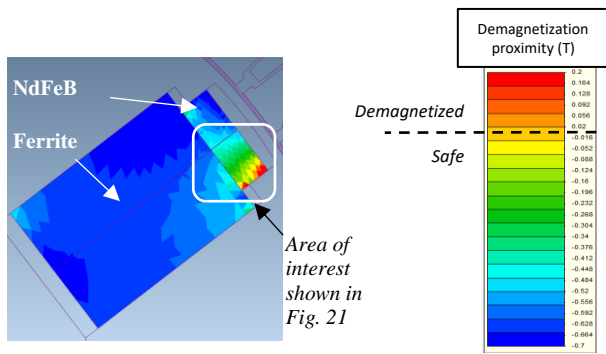 NdFeB
Ferrite
Area of
interest
shown in
Fig. 21
Demagnetization
proximity (T)
Demagnetized
Safe
0.2
0.164
0.128
0.092
0.056
0.02
-0.016
-0.052
-0.088
-0.124
-0.16
-0.196
-0.232
-0.268
-0.304
-0.34
-0.376
-0.412
-0.448
-0.484
-0.52
-0.556
-0.592
-0.628
-0.664
-0.7